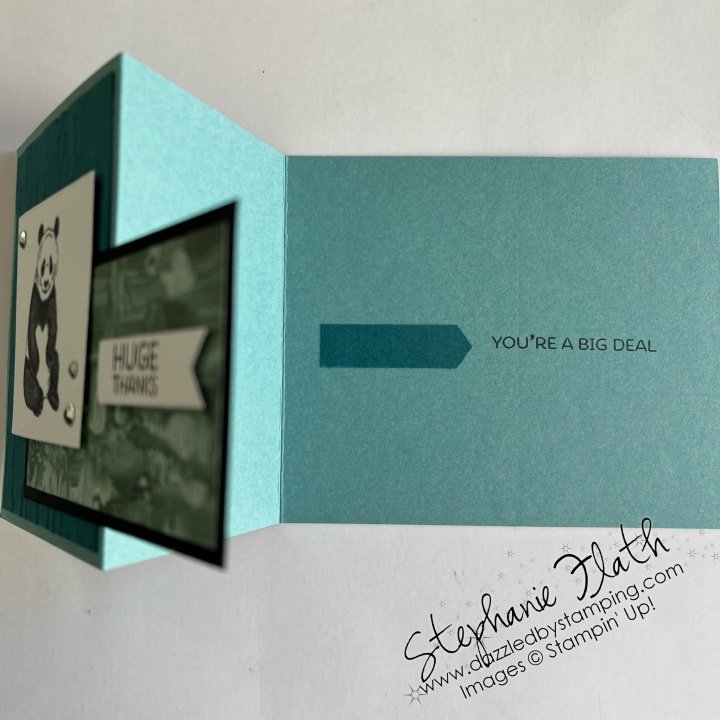 HUGE
THANKS
YOU'RE A BIG DEAL
Stephanie Flath
www.dazzledbystamping.com
Images © Stampin' Up!